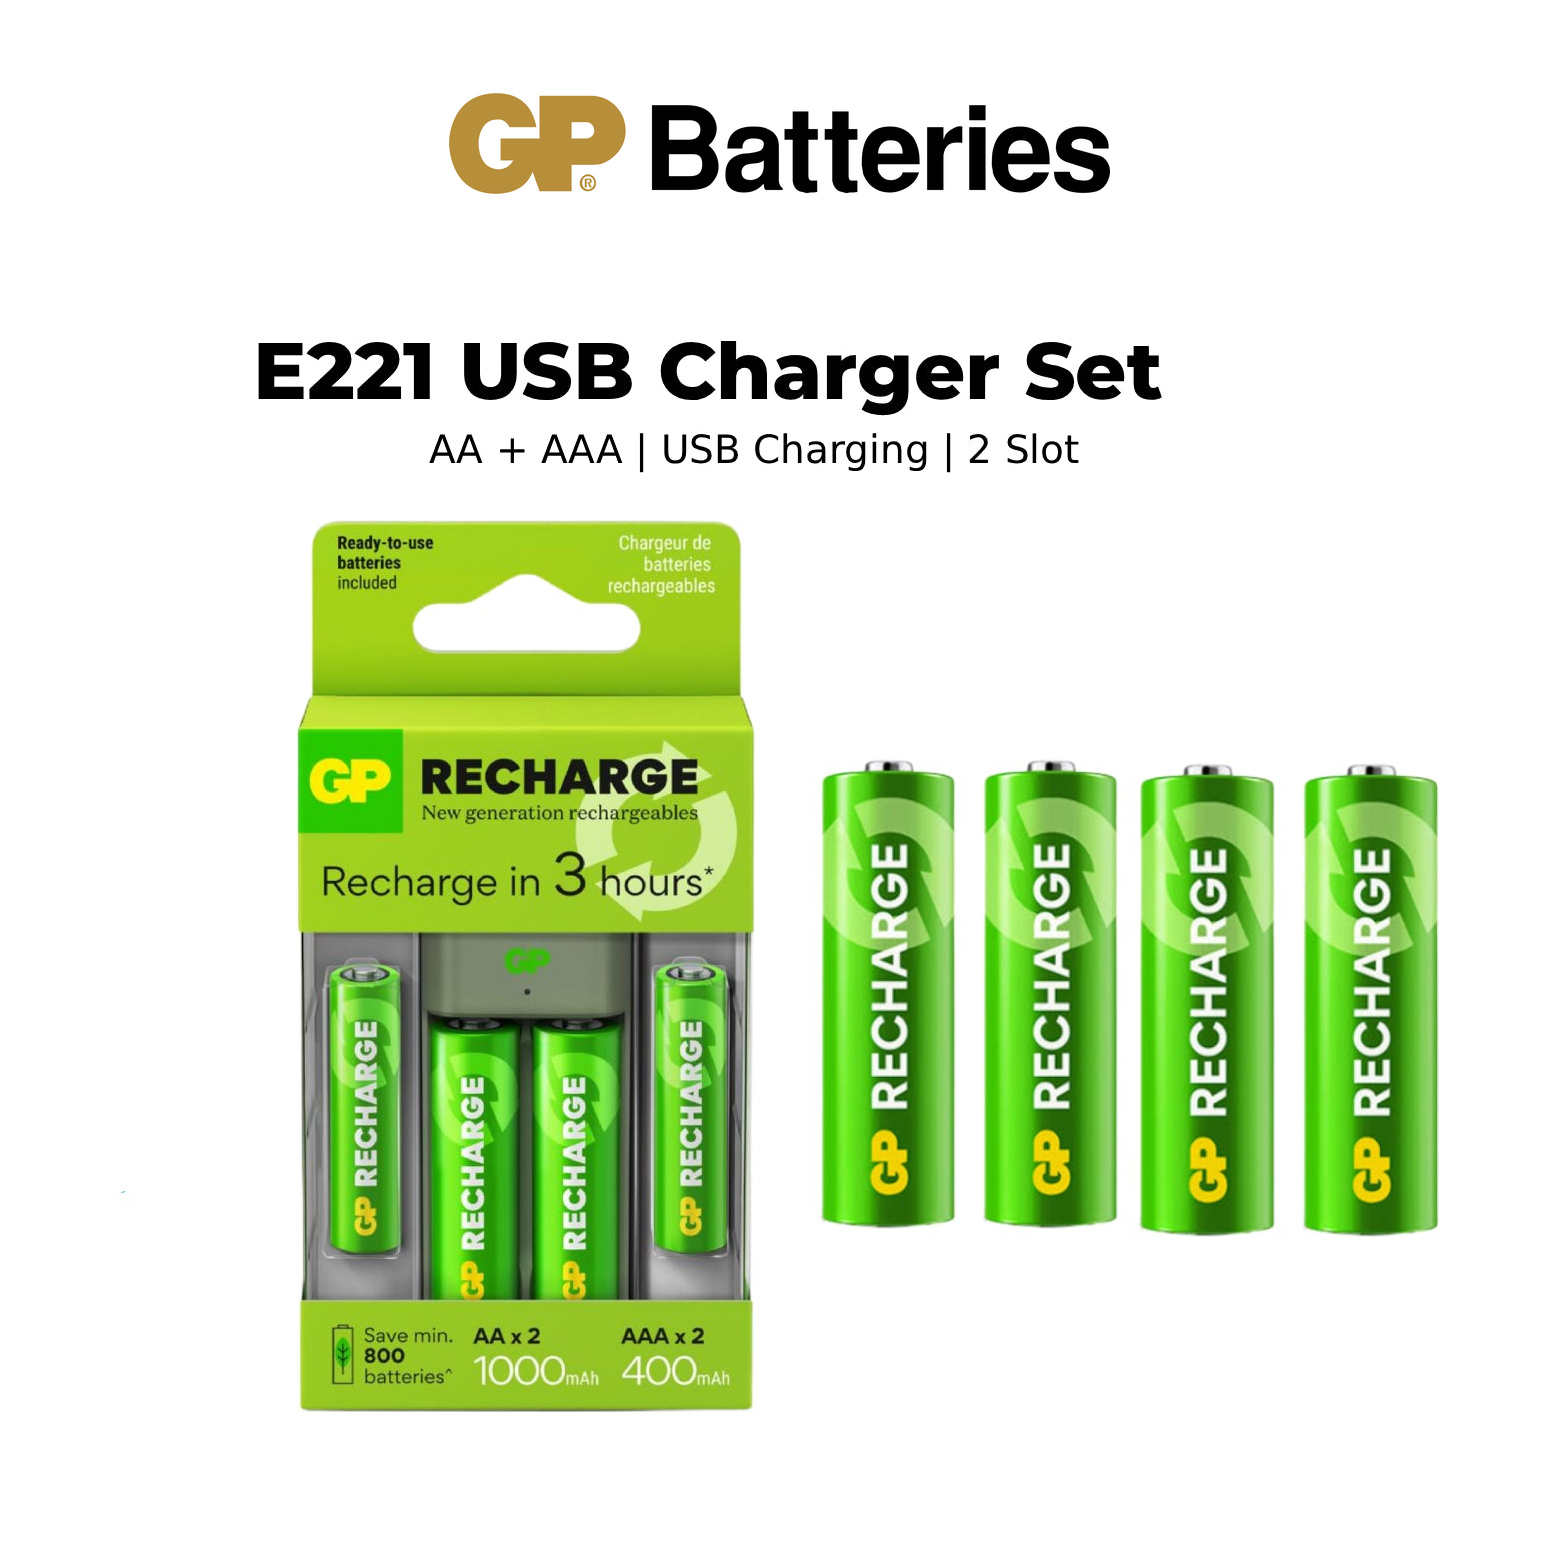 GP® Batteries
E221 USB Charger Set
AA + AAA | USB Charging | 2 Slot
Ready-to-use
batteries
included
Chargeur de
batteries
rechargeables
GP
RECHARGE
New generation rechargeables
Recharge in 3 hours*
GP
GP RECHARGE
GP RECHARGE
GP RECHARGE
GP RECHARGE
Save min.
800
batteries^
AA x 2
1000mAh
AAA x 2
400mAh
GP RECHARGE
GP RECHARGE
GP RECHARGE
GP RECHARGE